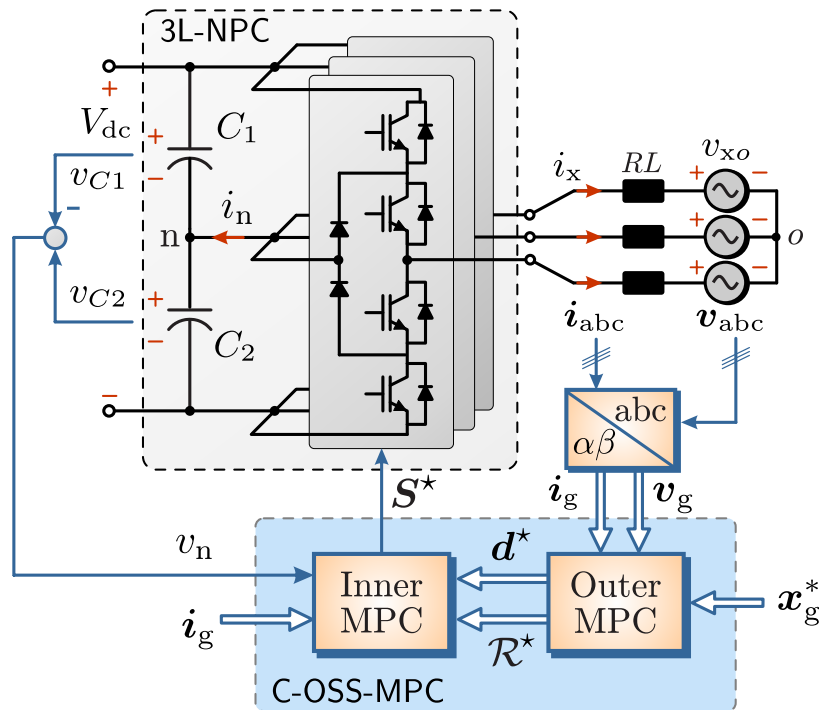 3L-NPC
+
V_dc
+
C_1
−
v_C1
−
i_n
n
v_C2
+
−
C_2
−
i_x
RL
v_xo
+ −
+ −
+ −
o
i_abc
v_abc
abc
αβ
i_g
v_g
S^⋆
v_n
d^⋆
Inner
MPC
Outer
MPC
x_g^*
i_g
R^⋆
C-OSS-MPC